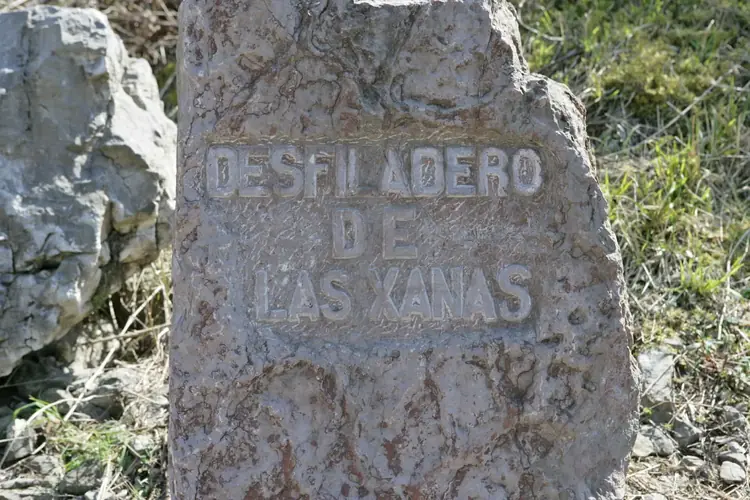 DESFILADERO
DE
LAS XANAS